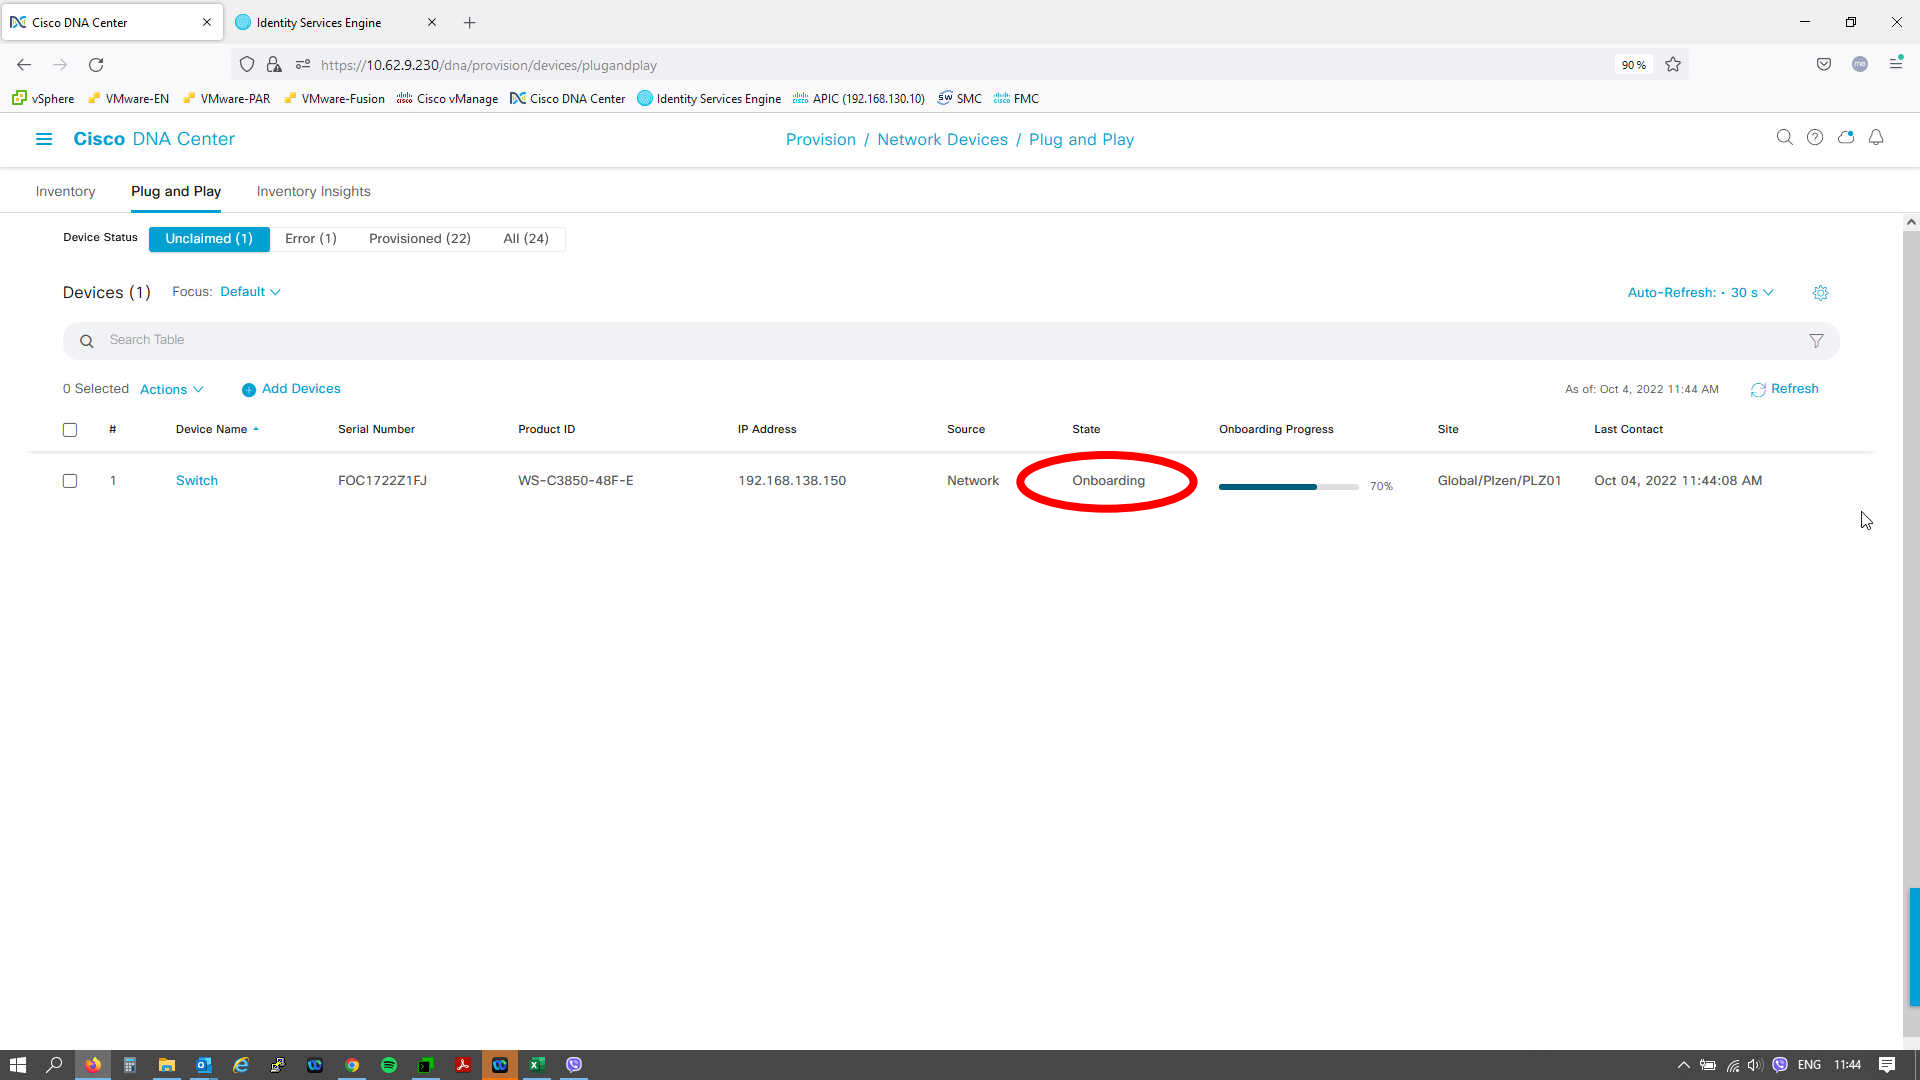 Cisco DNA Center
Identity Services Engine
https://10.62.9.230/dna/provision/devices/plugandplay
90%
me
vSphere
VMware-EN
VMware-PAR
VMware-Fusion
Cisco vManage
Cisco DNA Center
Identity Services Engine
APIC (192.168.130.10)
SW SMC
FMC
Cisco DNA Center
Provision / Network Devices / Plug and Play
Inventory
Plug and Play
Inventory Insights
Device Status
Unclaimed (1)
Error (1)
Provisioned (22)
All (24)
Devices (1)
Focus: Default
Auto-Refresh: • 30 s
Search Table
0 Selected
Actions
Add Devices
As of: Oct 4, 2022 11:44 AM
Refresh
# Device Name Serial Number Product ID IP Address Source State Onboarding Progress Site Last Contact
1 Switch FOC1722Z1FJ WS-C3850-48F-E 192.168.138.150 Network Onboarding 70% Global/Plzen/PLZ01 Oct 04, 2022 11:44:08 AM
ENG
11:44